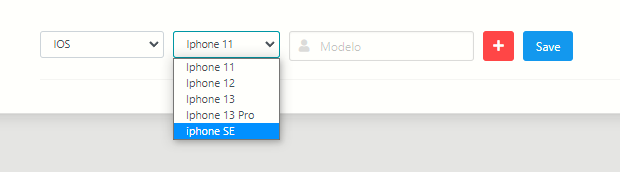 IOS
Iphone 11
Modelo
+
Save
Iphone 11
Iphone 12
Iphone 13
Iphone 13 Pro
iphone SE